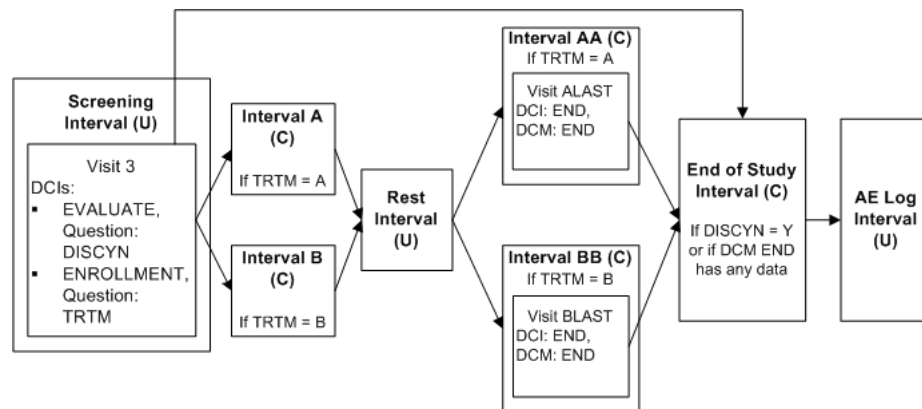 Screening
Interval (U)
Visit 3
DCIs:
▪ EVALUATE,
Question:
DISCYN
▪ ENROLLMENT,
Question:
TRTM
Interval A
(C)
If TRTM = A
Interval B
(C)
If TRTM = B
Rest
Interval
(U)
Interval AA (C)
If TRTM = A
Visit ALAST
DCI: END,
DCM: END
Interval BB (C)
If TRTM = B
Visit BLAST
DCI: END,
DCM: END
End of Study
Interval (C)
If DISCYN = Y
or if DCM END
has any data
AE Log
Interval
(U)